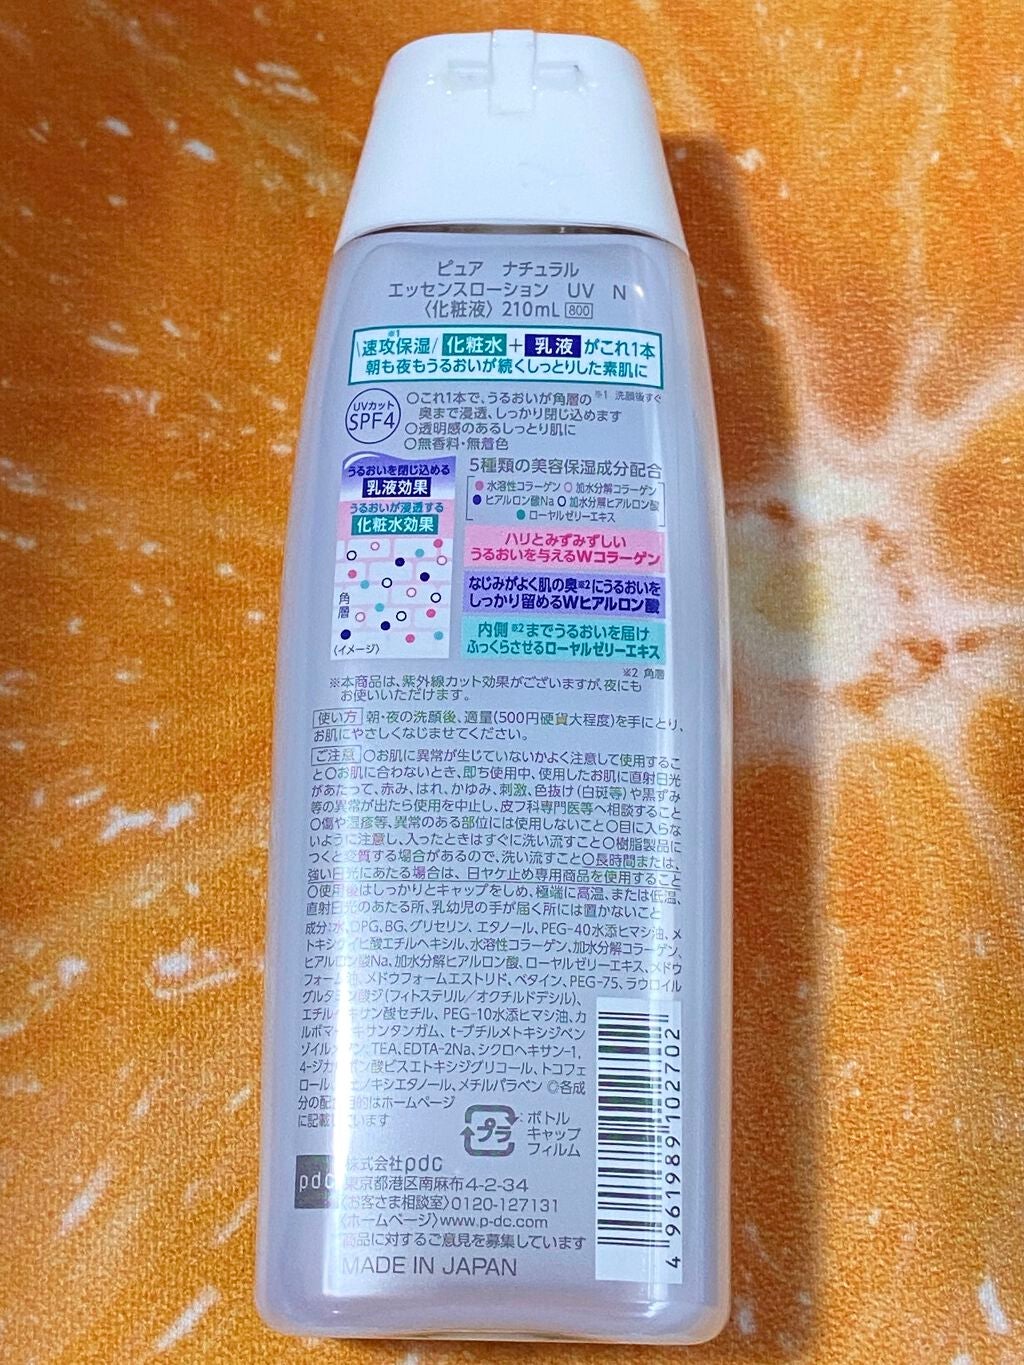 ピュア ナチュラル
エッセンスローション UV N
〈化粧液〉 210mL 800
\速攻保湿※1/ 化粧水+乳液がこれ1本
朝も夜もうるおいが続くしっとりした素肌に
※1 洗顔後すぐ
UVカット
SPF4
○これ1本で、うるおいが角層の
奥まで浸透、しっかり閉じ込めます
○透明感のあるしっとり肌に
○無香料・無着色
うるおいを閉じ込める
乳液効果
うるおいが浸透する
化粧水効果
角層
〈イメージ〉
5種類の美容保湿成分配合
●水溶性コラーゲン ○加水分解コラーゲン
●ヒアルロン酸Na ○加水分解ヒアルロン酸
●ローヤルゼリーエキス
ハリとみずみずしい
うるおいを与えるWコラーゲン
なじみがよく肌の奥※2にうるおいを
しっかり留めるWヒアルロン酸
内側※2までうるおいを届け
ふっくらさせるローヤルゼリーエキス
※2 角層
※本商品は、紫外線カット効果がございますが、夜にも
お使いいただけます。
使い方 朝・夜の洗顔後、適量(500円硬貨大程度)を手にとり、
お肌にやさしくなじませてください。
ご注意 ○お肌に異常が生じていないかよく注意して使用するこ
と○お肌に合わないとき、即ち使用中、使用したお肌に直射日光
があたって、赤み、はれ、かゆみ、刺激、色抜け(白斑等)や黒ずみ
等の異常が出たら使用を中止し、皮フ科専門医等へ相談すること
○傷や湿疹等、異常のある部位には使用しないこと○目に入らな
いように注意し、入ったときはすぐに洗い流すこと○樹脂製品に
つくと変質する場合があるので、洗い流すこと○長時間または、
強い日光にあたる場合は、日ヤケ止め専用商品を使用すること
○使用後はしっかりとキャップをしめ、極端に高温、または低温、
直射日光のあたる所、乳幼児の手が届く所には置かないこと
成分:水、DPG、BG、グリセリン、エタノール、PEG-40水添ヒマシ油、メ
トキシケイヒ酸エチルヘキシル、水溶性コラーゲン、加水分解コラーゲン、
ヒアルロン酸Na、加水分解ヒアルロン酸、ローヤルゼリーエキス、メドウ
フォーム油、メドウフォームエストリド、ベタイン、PEG-75、ラウロイル
グルタミン酸ジ(フィトステリル/オクチルドデシル)、
エチルヘキサン酸セチル、PEG-10水添ヒマシ油、カ
ルボマー、キサンタンガム、t-ブチルメトキシジベン
ゾイルメタン、TEA、EDTA-2Na、シクロヘキサン-1,
4-ジカルボン酸ビスエトキシジグリコール、トコフェ
ロール、フェノキシエタノール、メチルパラベン ◎各成
分の配合目的はホームページ
に記載しています
プラ
:ボトル
キャップ
フィルム
pdc
株式会社pdc
東京都港区南麻布4-2-34
〈お客さま相談室〉0120-127131
〈ホームページ〉www.p-dc.com
商品に対するご意見を募集しています
MADE IN JAPAN
4 961989 102702